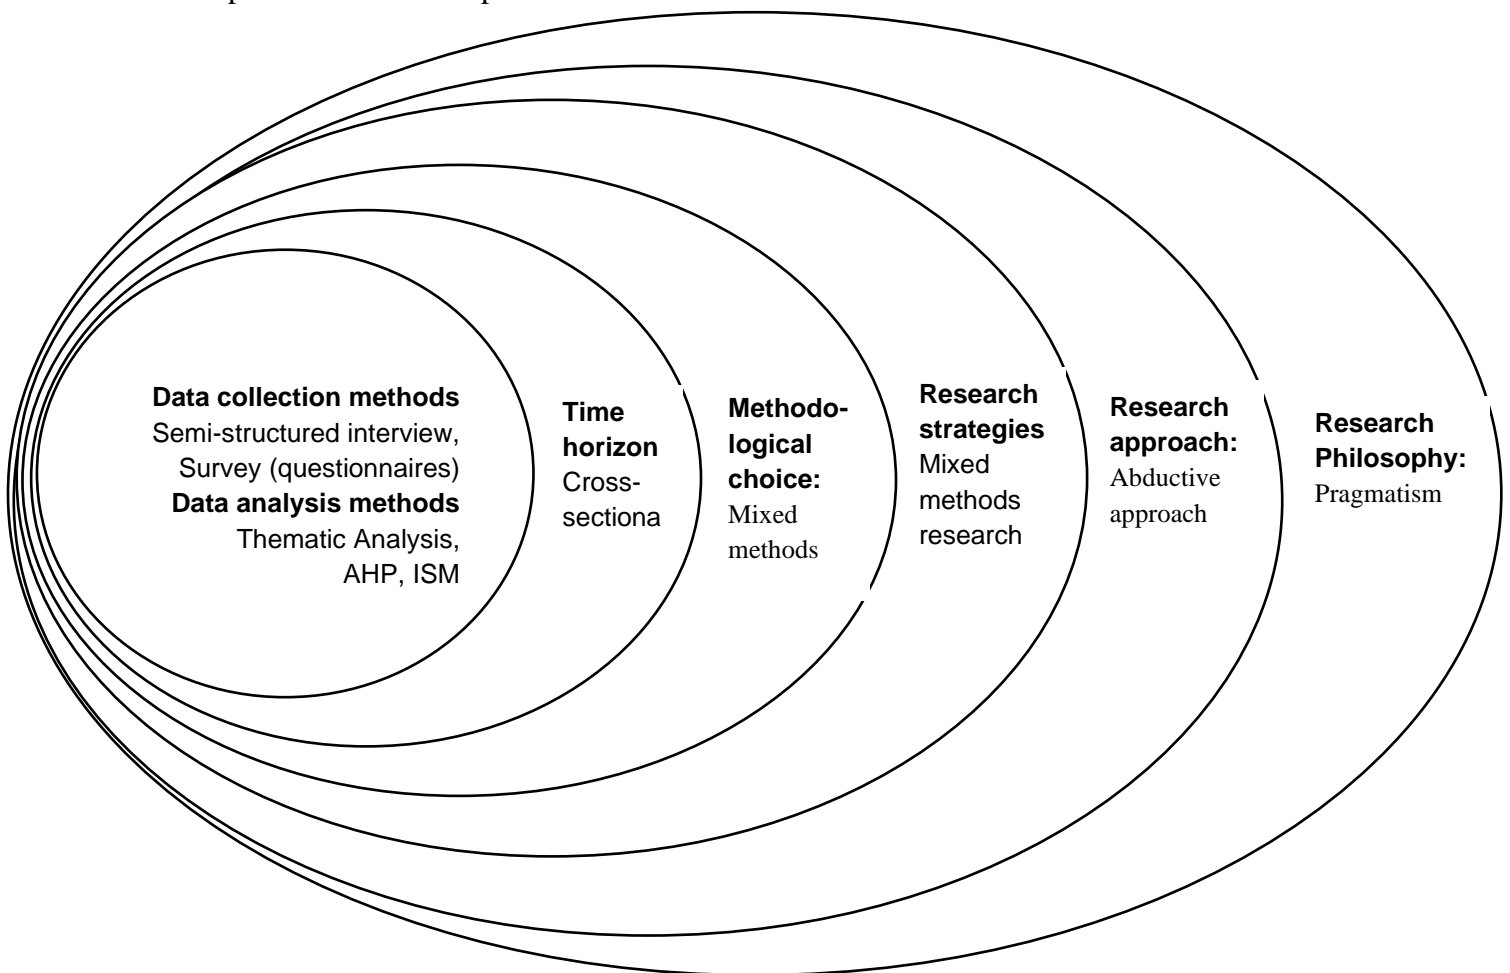 Data collection methods
Semi-structured interview,
Survey (questionnaires)
Data analysis methods
Thematic Analysis,
AHP, ISM
Time
horizon
Cross-
sectiona
Methodo-
logical
choice:
Mixed
methods
Research
strategies
Mixed
methods
research
Research
approach:
Abductive
approach
Research
Philosophy:
Pragmatism